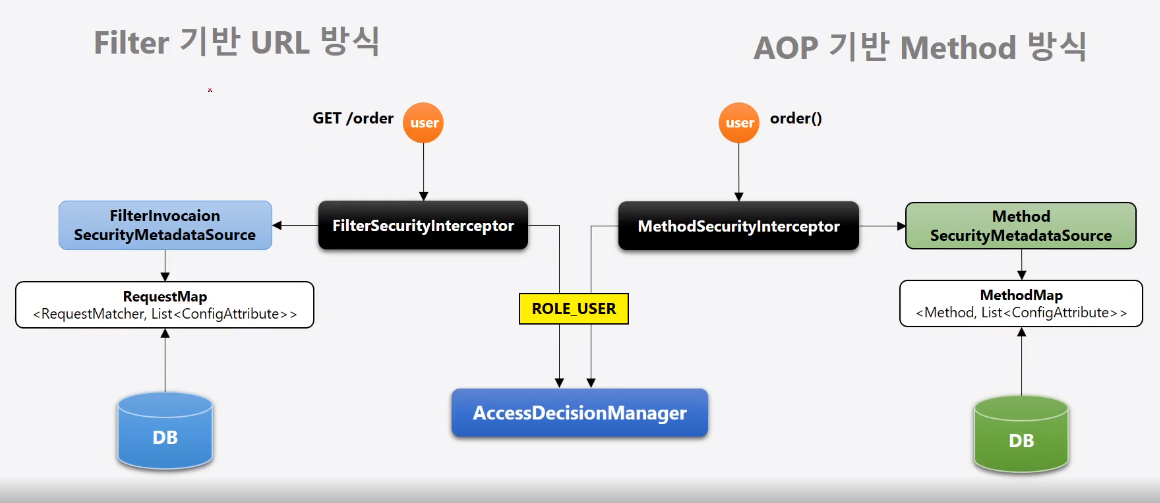 Filter 기반 URL 방식
AOP 기반 Method 방식
GET /order
user
user
order()
FilterInvocaion
SecurityMetadataSource
FilterSecurityInterceptor
MethodSecurityInterceptor
Method
SecurityMetadataSource
RequestMap
<RequestMatcher, List<ConfigAttribute>>
ROLE_USER
MethodMap
<Method, List<ConfigAttribute>>
DB
AccessDecisionManager
DB